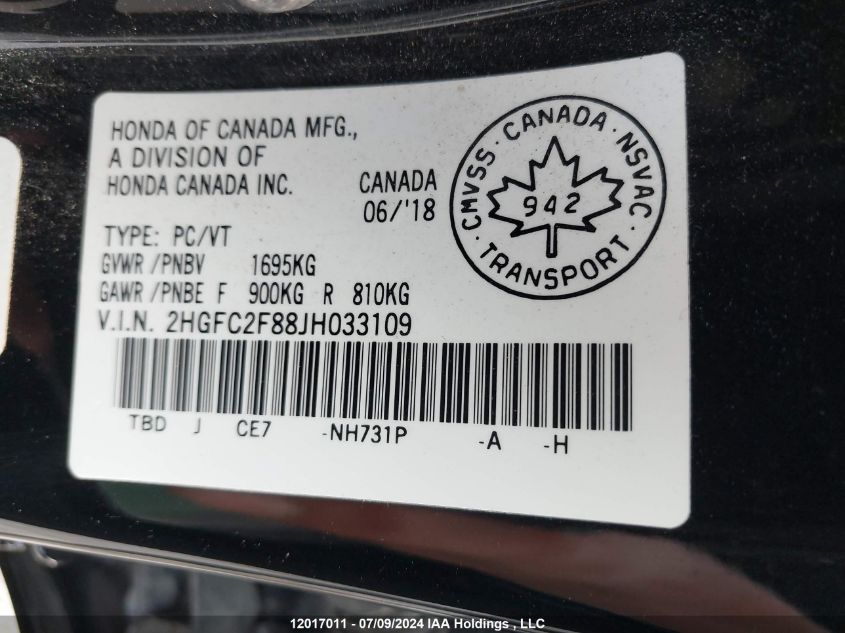 HONDA OF CANADA MFG.,
A DIVISION OF
HONDA CANADA INC.
CANADA
06/'18
TYPE: PC/VT
GVWR /PNBV 1695KG
GAWR /PNBE F 900KG R 810KG
V.I.N. 2HGFC2F88JH033109
TBD J CE7 -NH731P -A -H
CMVSS · CANADA · NSVAC
942
· TRANSPORT ·
12017011 - 07/09/2024 IAA Holdings , LLC